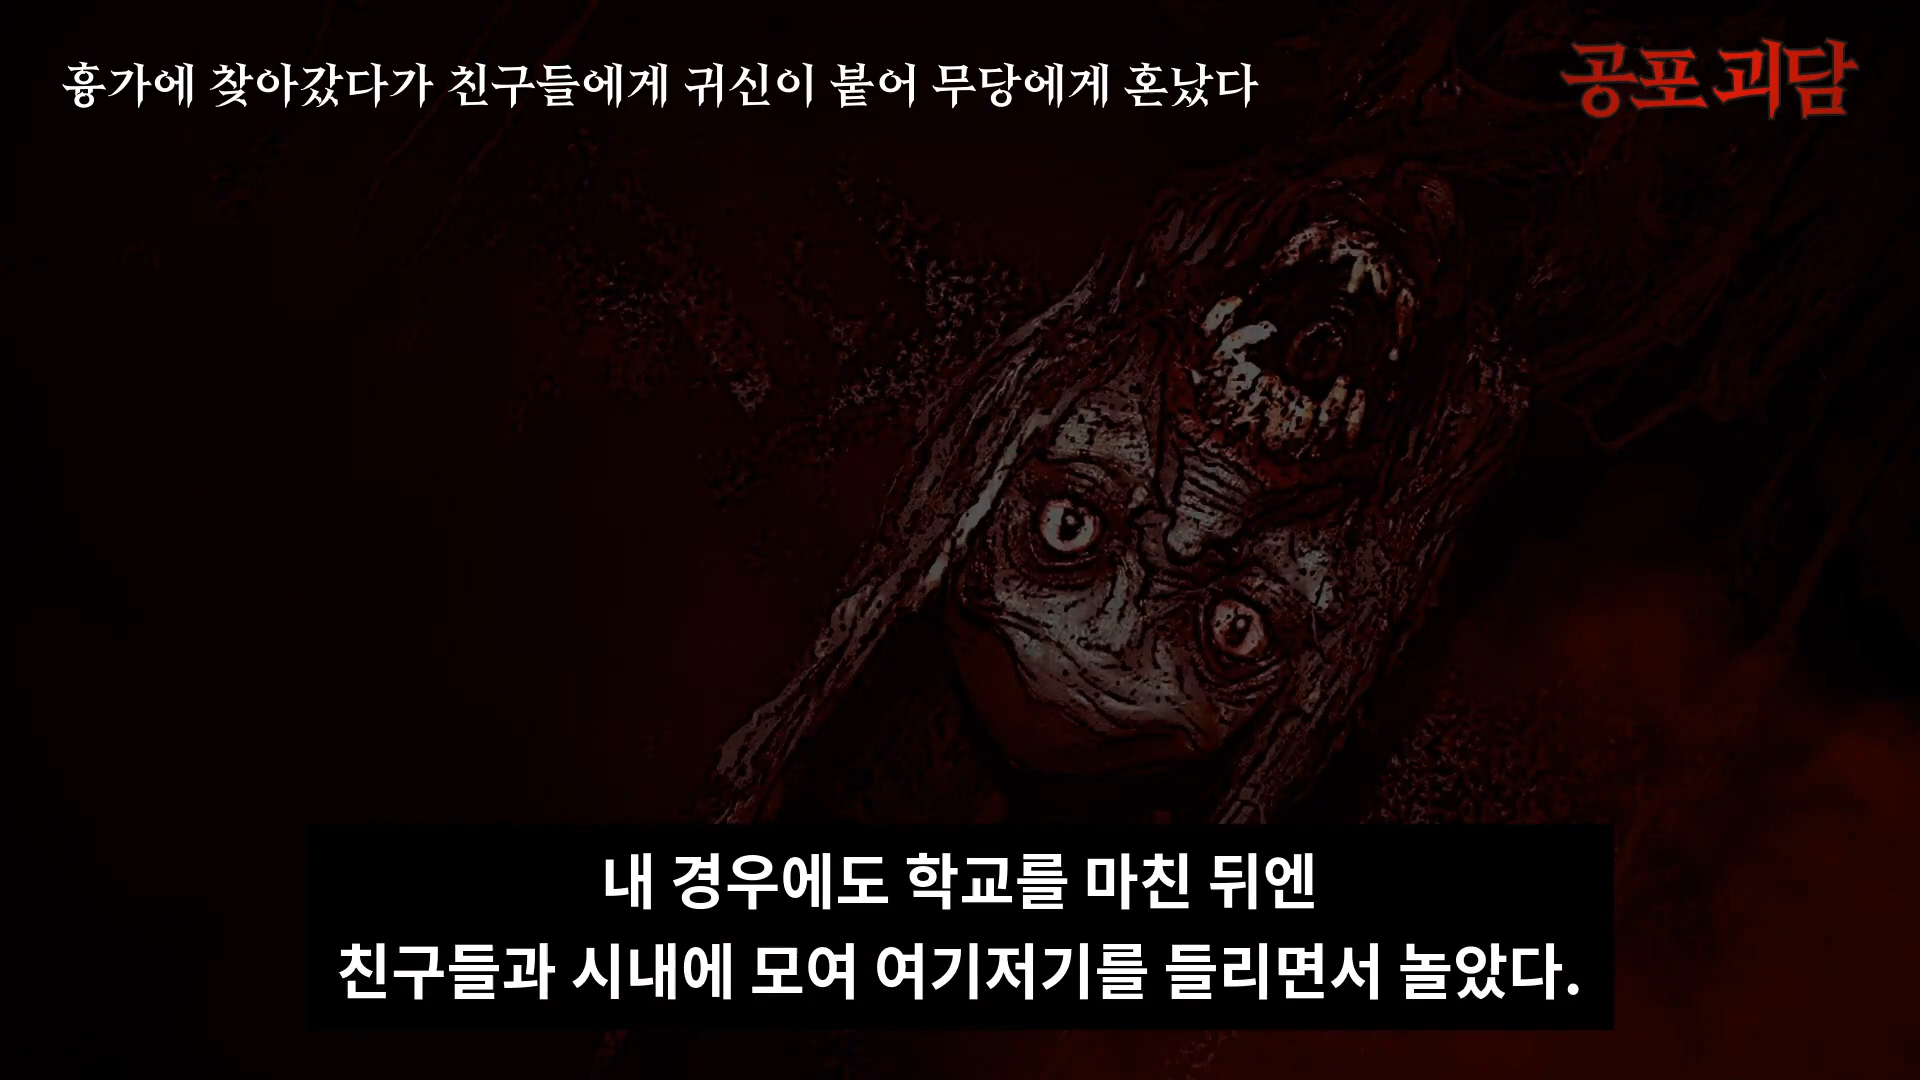 흉가에 찾아갔다가 친구들에게 귀신이 붙어 무당에게 혼났다
공포 괴담
내 경우에도 학교를 마친 뒤엔
친구들과 시내에 모여 여기저기를 들리면서 놀았다.